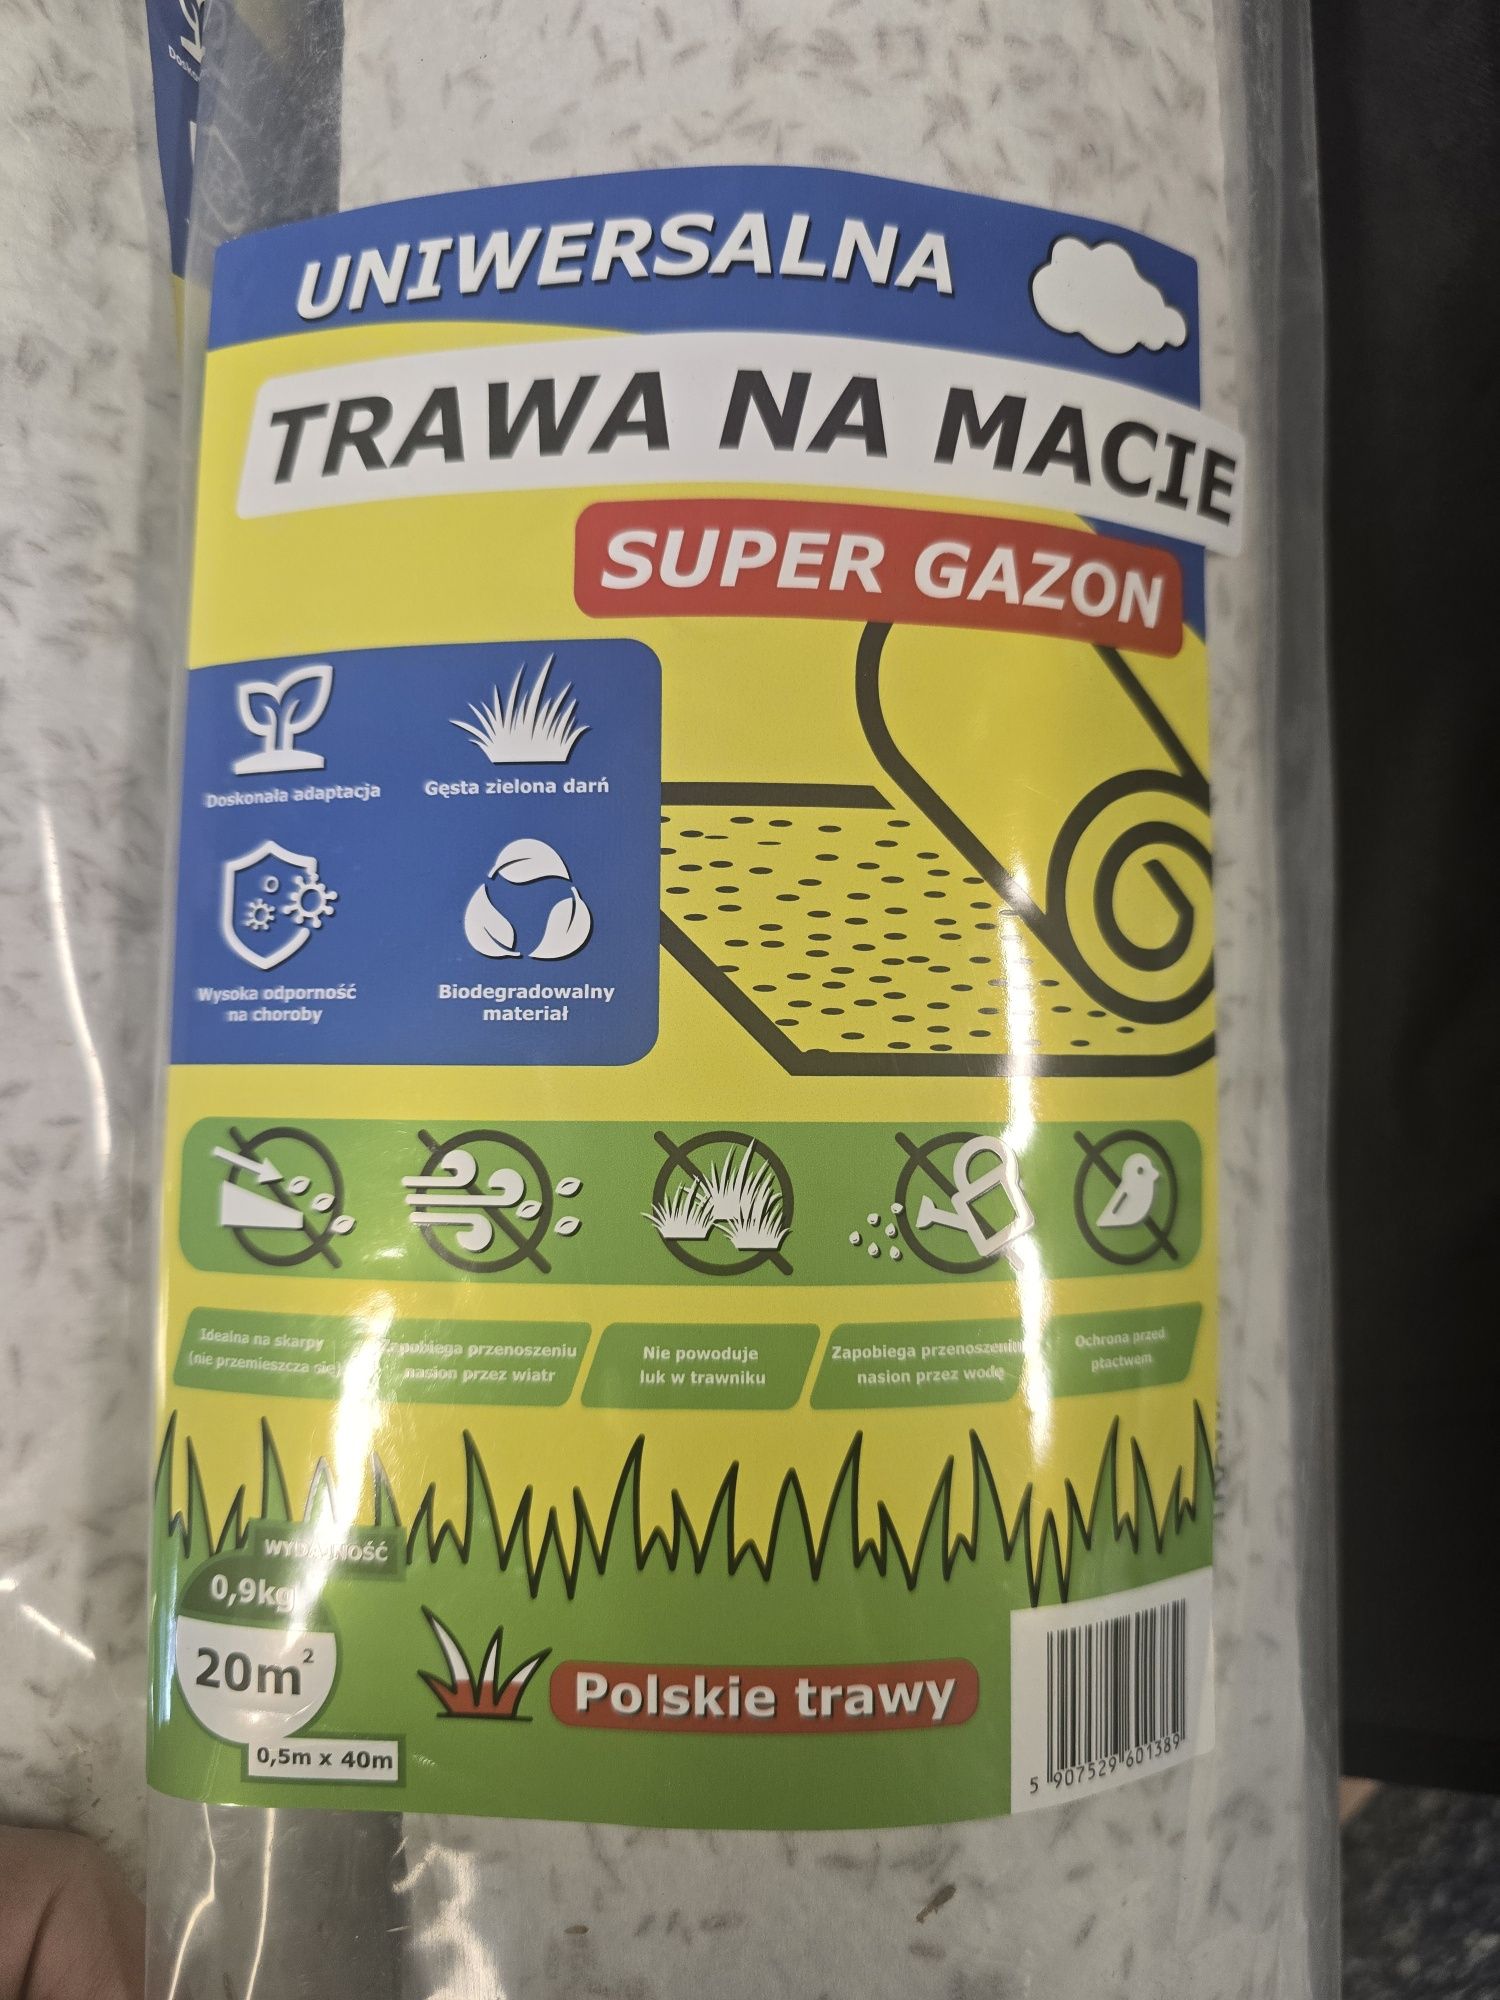 UNIWERSALNA
TRAWA NA MACIE
SUPER GAZON
Doskonała adaptacja
Gęsta zielona darń
Wysoka odporność
na choroby
Biodegradowalny
materiał
Idealna na skarpy
(nie przemieszcza się)
Zapobiega przenoszeniu
nasion przez wiatr
Nie powoduje
luk w trawniku
Zapobiega przenoszeniu
nasion przez wodę
Ochrona przed
ptactwem
WYDAJNOŚĆ
0,9kg
20m²
0,5m x 40m
Polskie trawy
5 907529 601389